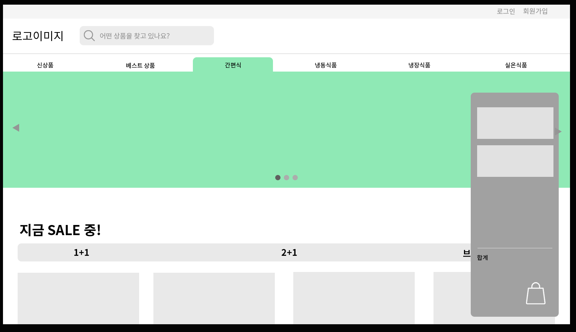 로그인 회원가입
로고이미지 어떤 상품을 찾고 있나요?
신상품 베스트 상품 간편식 냉동식품 냉장식품 실온식품
지금 SALE 중!
1+1 2+1 브
합계